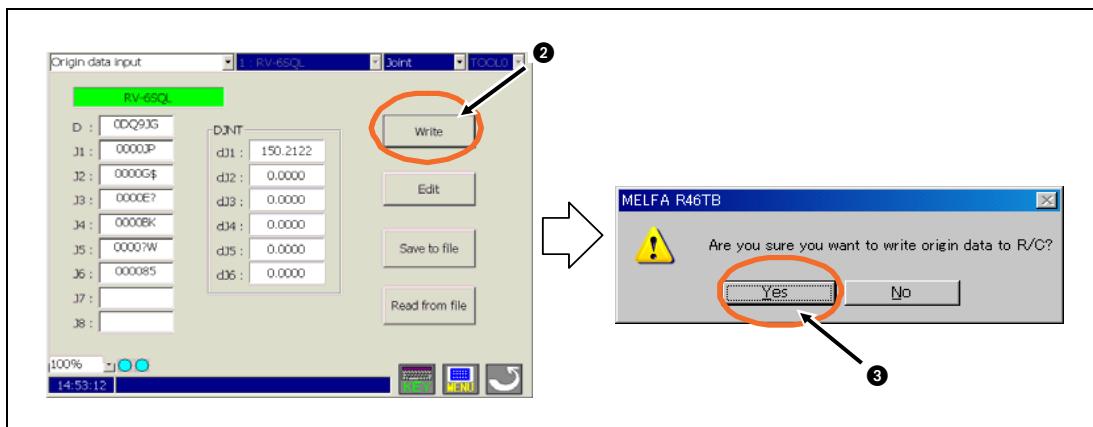 ❷
Origin data input 1 : RV-6SQL Joint TOOL0
RV-6SQL
D : 0DQ9JG
J1 : 0000JP
J2 : 0000G$
J3 : 0000E?
J4 : 0000BK
J5 : 0000?W
J6 : 000085
J7 :
J8 :
DJNT
dJ1 : 150.2122
dJ2 : 0.0000
dJ3 : 0.0000
dJ4 : 0.0000
dJ5 : 0.0000
dJ6 : 0.0000
Write
Edit
Save to file
Read from file
100%
14:53:12
KEY MENU
MELFA R46TB
Are you sure you want to write origin data to R/C?
Yes No
❸